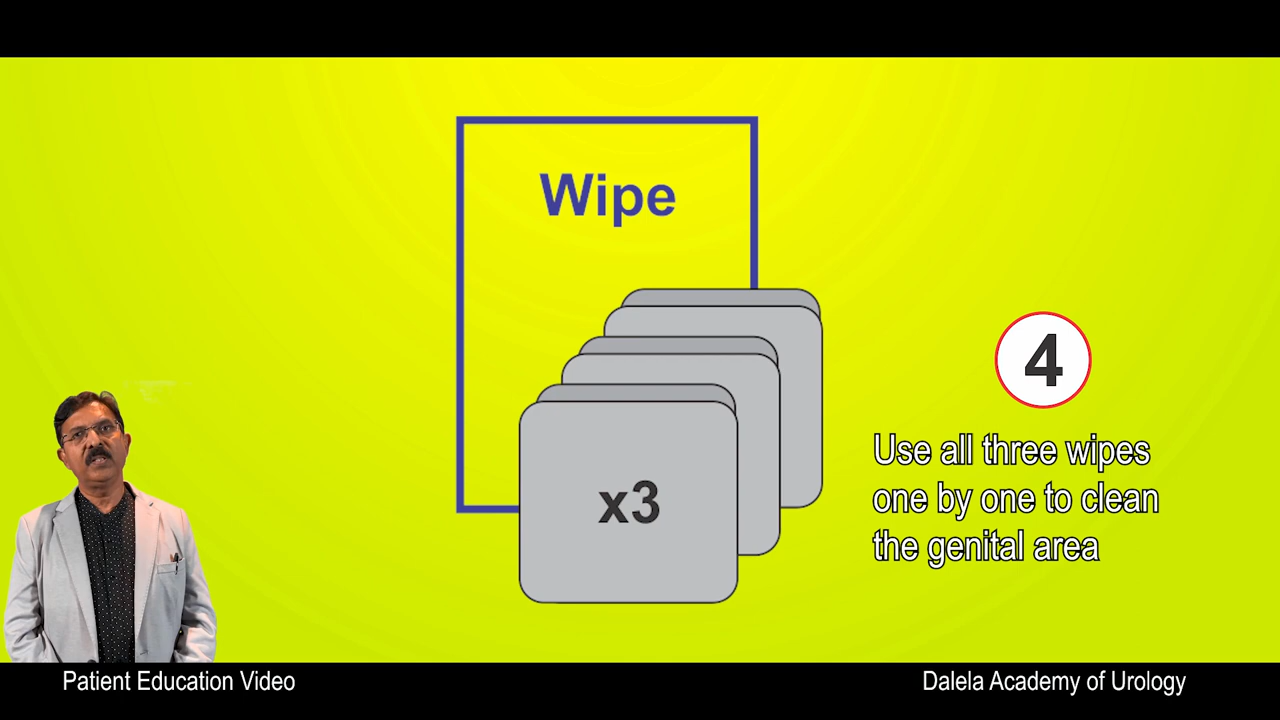 Wipe
x3
4
Use all three wipes
one by one to clean
the genital area
Patient Education Video
Dalela Academy of Urology